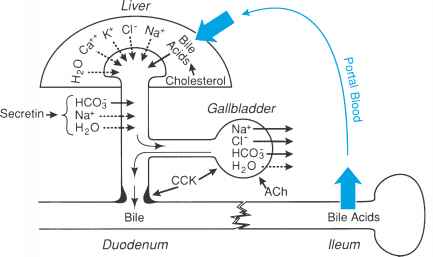 Liver
H2O
Ca++
K+
Cl-
Na+
Bile
Acids
Cholesterol
Portal Blood
Secretin
HCO3-
Na+
H2O
Gallbladder
Na+
Cl-
HCO3-
H2O
CCK
ACh
Bile
Bile Acids
Duodenum
Ileum